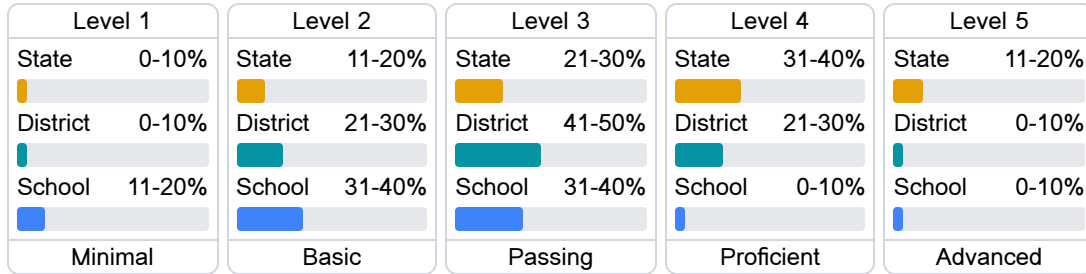 Level 1
State 0-10%
District 0-10%
School 11-20%
Minimal
Level 2
State 11-20%
District 21-30%
School 31-40%
Basic
Level 3
State 21-30%
District 41-50%
School 31-40%
Passing
Level 4
State 31-40%
District 21-30%
School 0-10%
Proficient
Level 5
State 11-20%
District 0-10%
School 0-10%
Advanced